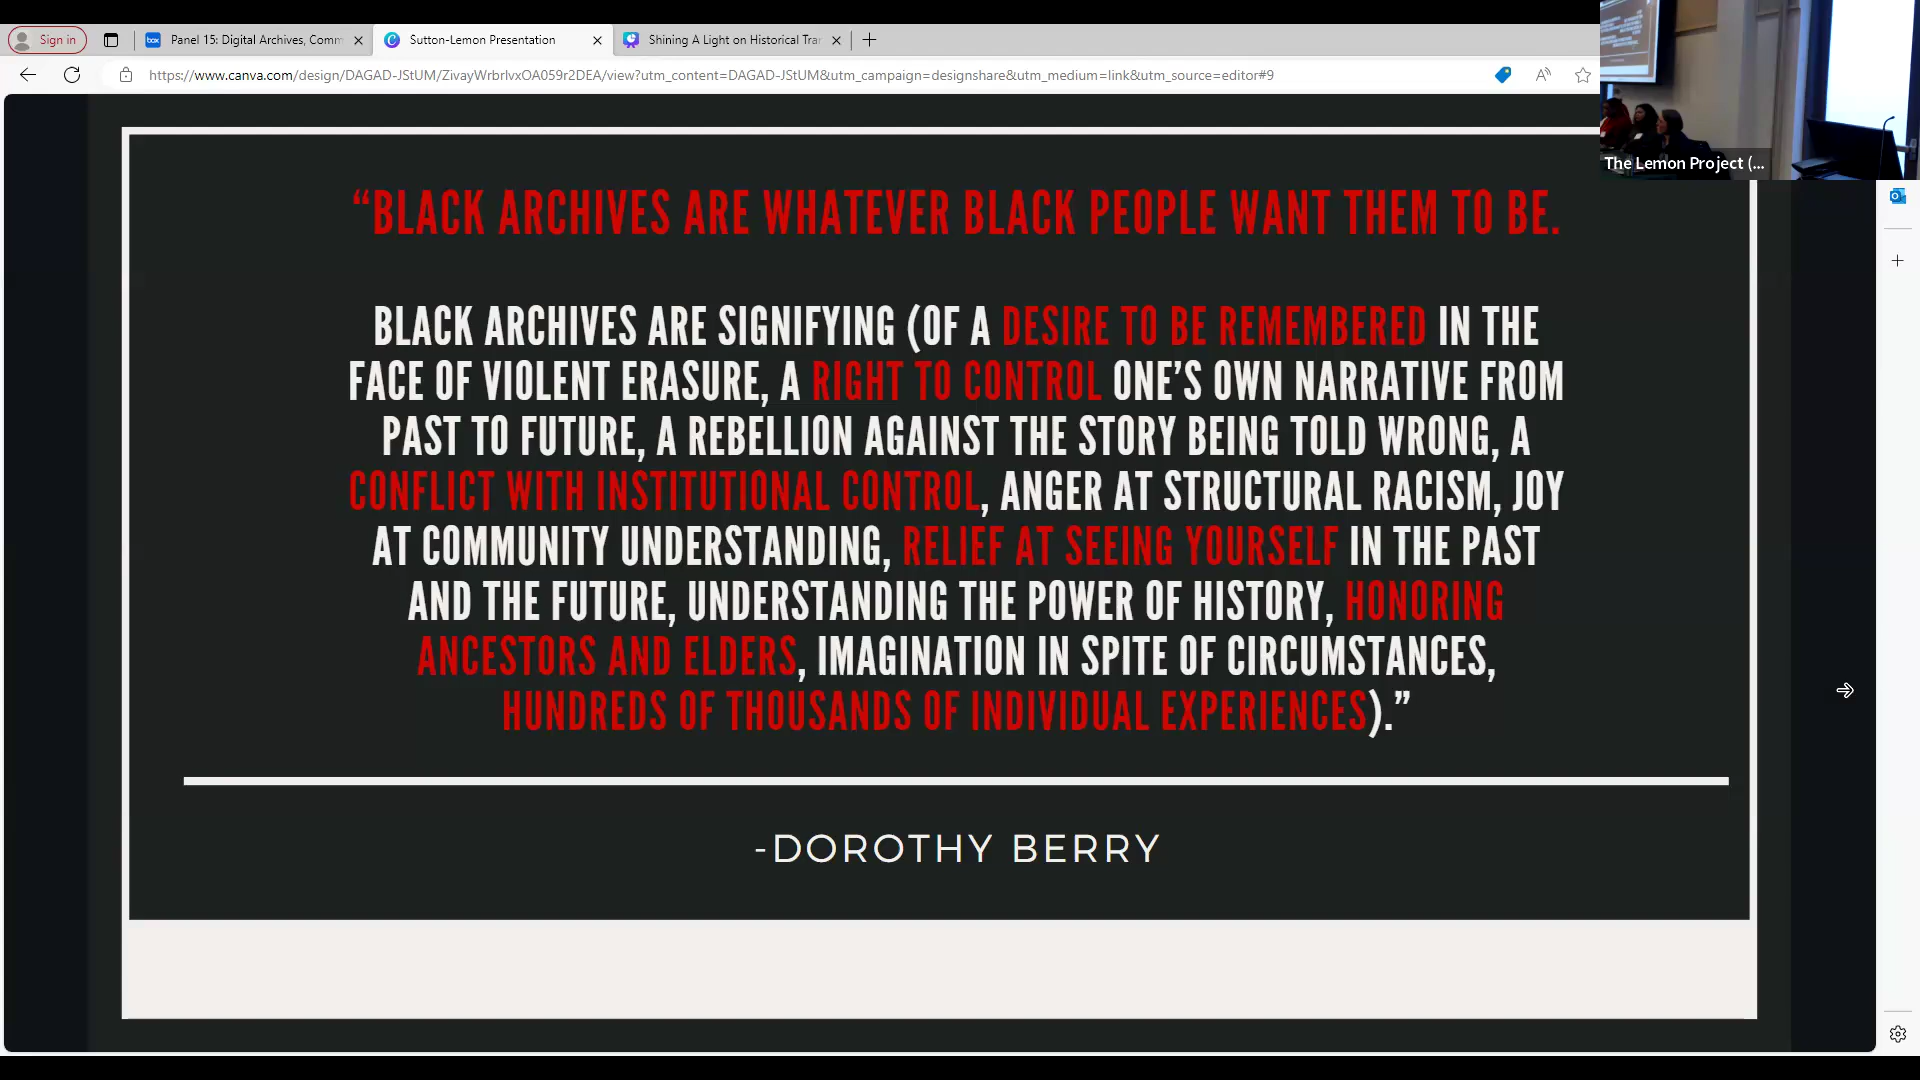 Sign in
box
Panel 15: Digital Archives, Comm
Sutton-Lemon Presentation
Shining A Light on Historical Tra
https://www.canva.com/design/DAGAD-JStUM/ZivayWrbrlvxOA059r2DEA/view?utm_content=DAGAD-JStUM&utm_campaign=designshare&utm_medium=link&utm_source=editor#9
The Lemon Project (...
“BLACK ARCHIVES ARE WHATEVER BLACK PEOPLE WANT THEM TO BE.
BLACK ARCHIVES ARE SIGNIFYING (OF A DESIRE TO BE REMEMBERED IN THE
FACE OF VIOLENT ERASURE, A RIGHT TO CONTROL ONE’S OWN NARRATIVE FROM
PAST TO FUTURE, A REBELLION AGAINST THE STORY BEING TOLD WRONG, A
CONFLICT WITH INSTITUTIONAL CONTROL, ANGER AT STRUCTURAL RACISM, JOY
AT COMMUNITY UNDERSTANDING, RELIEF AT SEEING YOURSELF IN THE PAST
AND THE FUTURE, UNDERSTANDING THE POWER OF HISTORY, HONORING
ANCESTORS AND ELDERS, IMAGINATION IN SPITE OF CIRCUMSTANCES,
HUNDREDS OF THOUSANDS OF INDIVIDUAL EXPERIENCES).”
-DOROTHY BERRY